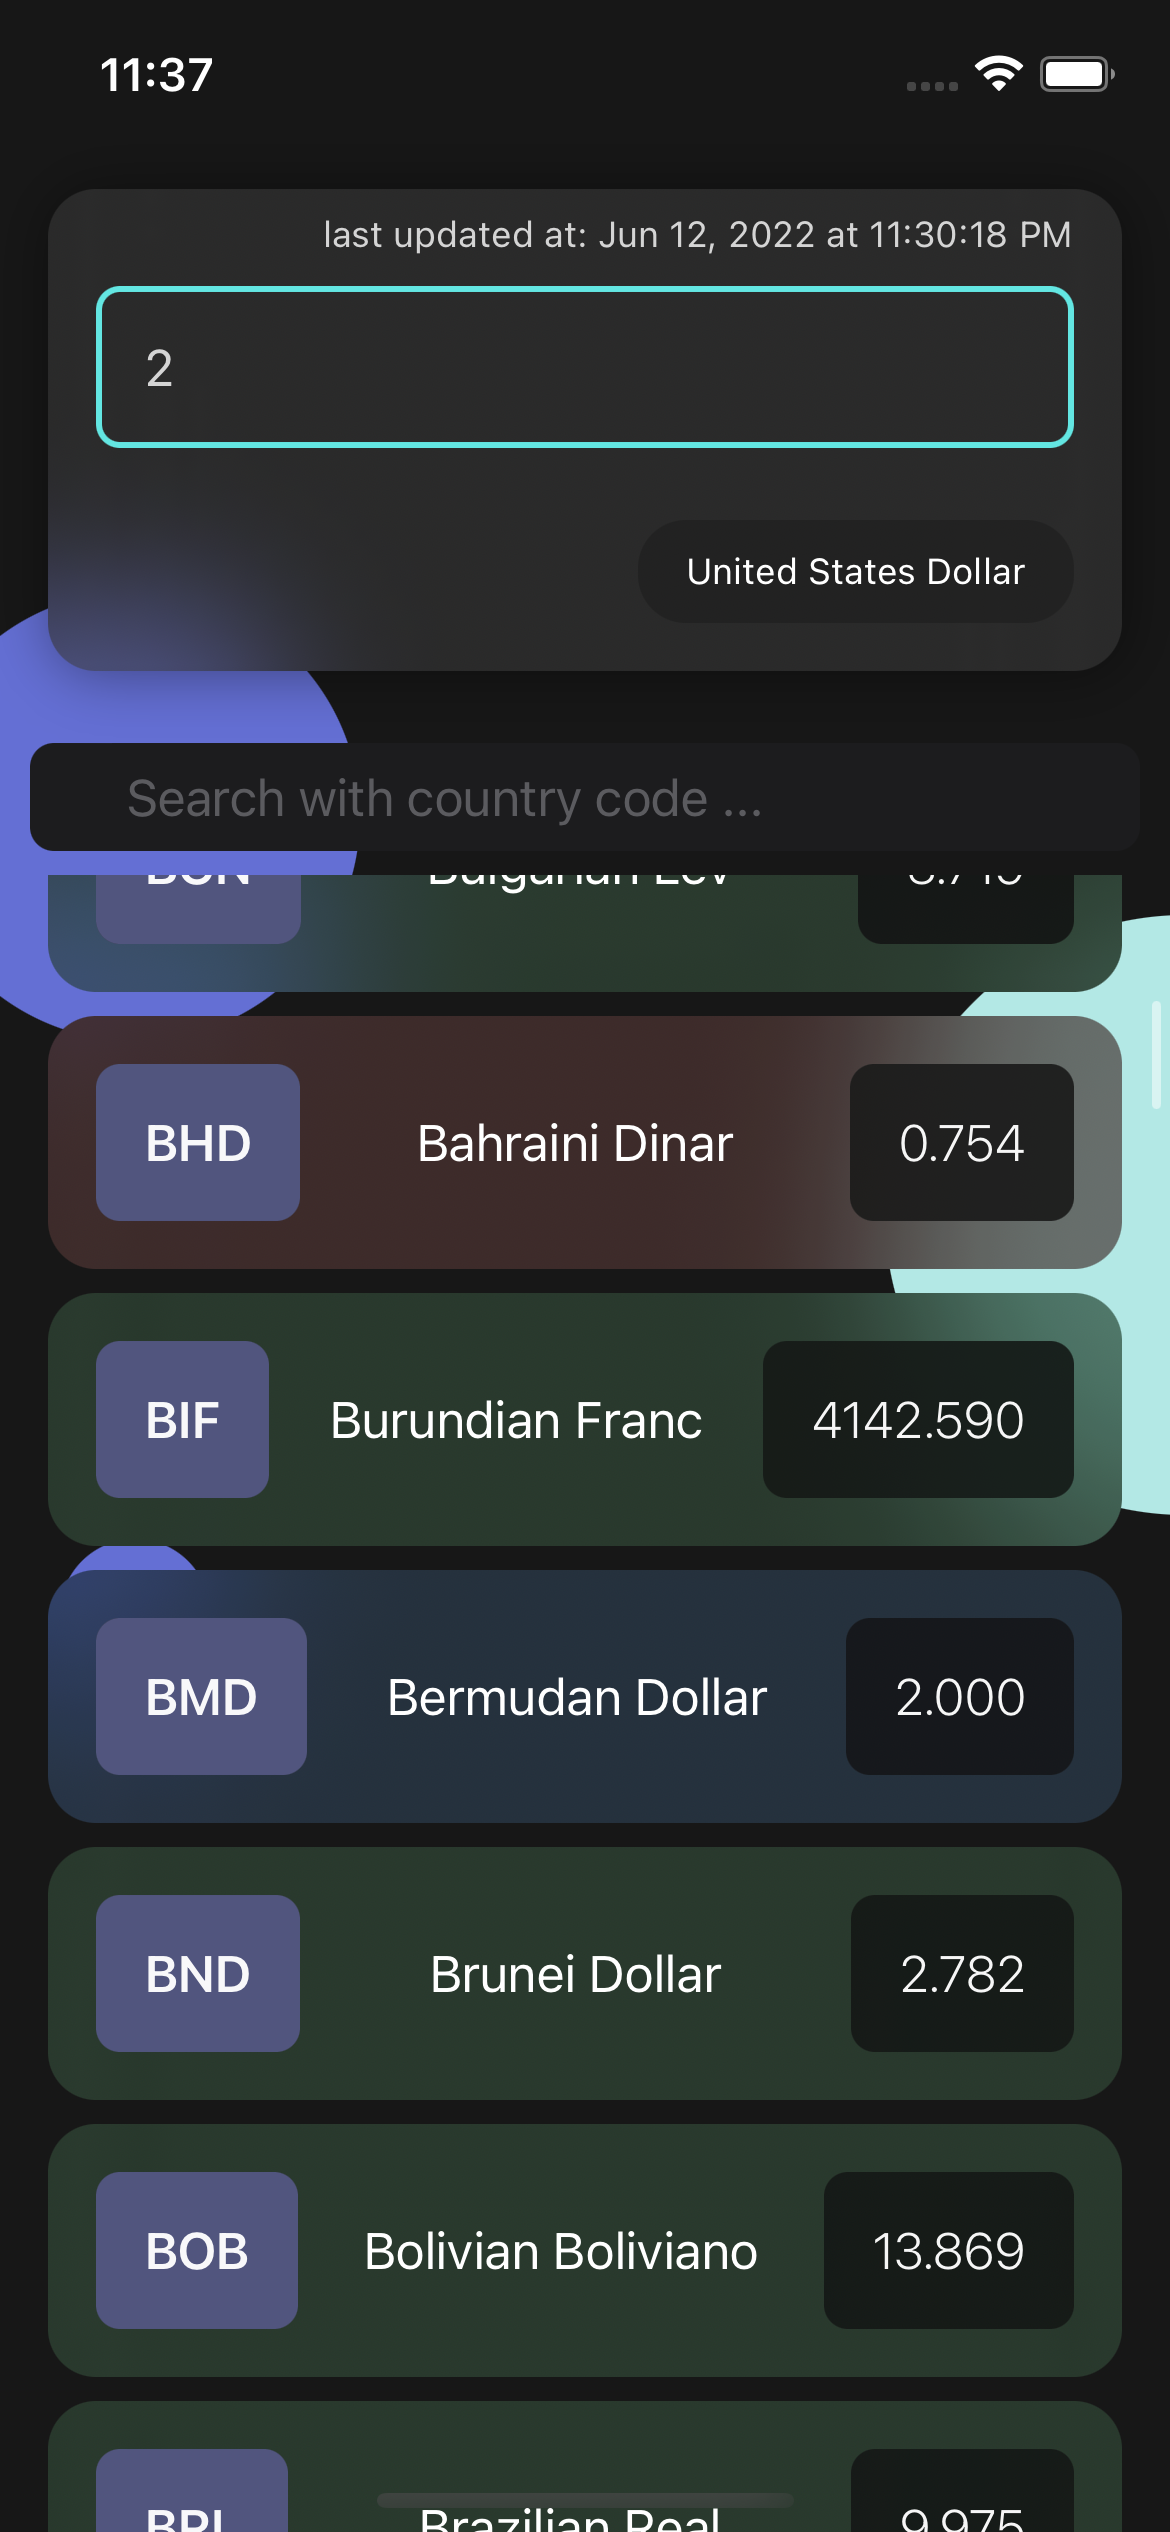 11:37
last updated at: Jun 12, 2022 at 11:30:18 PM
2
United States Dollar
Search with country code ...
BGN Bulgarian Lev
BHD Bahraini Dinar 0.754
BIF Burundian Franc 4142.590
BMD Bermudan Dollar 2.000
BND Brunei Dollar 2.782
BOB Bolivian Boliviano 13.869
BRL Brazilian Real 9.975